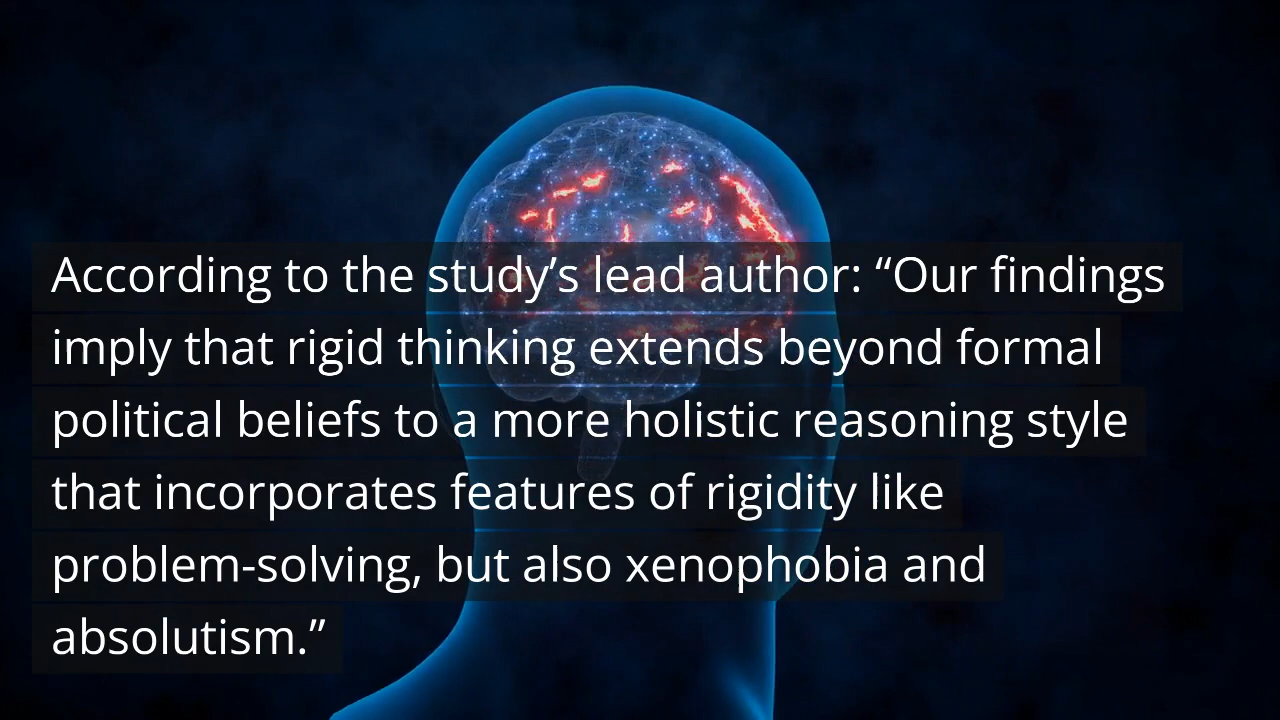 According to the study’s lead author: “Our findings
imply that rigid thinking extends beyond formal
political beliefs to a more holistic reasoning style
that incorporates features of rigidity like
problem-solving, but also xenophobia and
absolutism.”